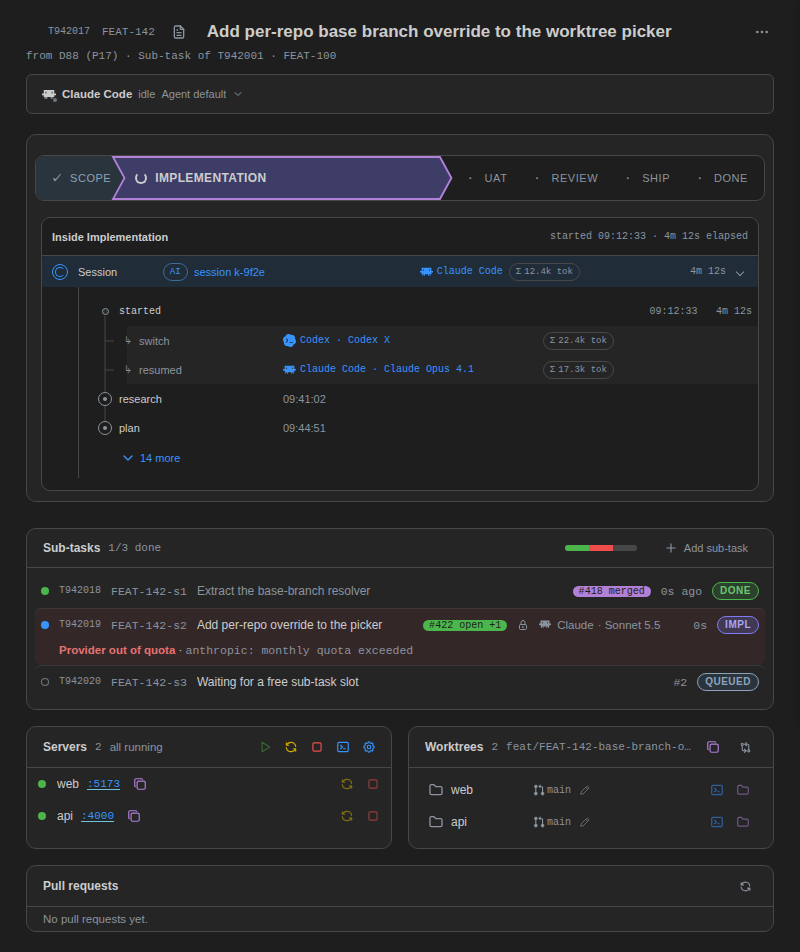 T942017 FEAT-142 Add per-repo base branch override to the worktree picker
from D88 (P17) · Sub-task of T942001 · FEAT-100
Claude Code idle Agent default
SCOPE IMPLEMENTATION · UAT · REVIEW · SHIP · DONE
Inside Implementation started 09:12:33 · 4m 12s elapsed
Session AI session k-9f2e Claude Code Σ 12.4k tok 4m 12s
started 09:12:33 4m 12s
↳ switch Codex · Codex X Σ 22.4k tok
↳ resumed Claude Code · Claude Opus 4.1 Σ 17.3k tok
research 09:41:02
plan 09:44:51
14 more
Sub-tasks 1/3 done Add sub-task
T942018 FEAT-142-s1 Extract the base-branch resolver #418 merged 0s ago DONE
T942019 FEAT-142-s2 Add per-repo override to the picker #422 open +1 Claude · Sonnet 5.5 0s IMPL
Provider out of quota · anthropic: monthly quota exceeded
T942020 FEAT-142-s3 Waiting for a free sub-task slot #2 QUEUED
Servers 2 all running
web :5173
api :4000
Worktrees 2 feat/FEAT-142-base-branch-o…
web main
api main
Pull requests
No pull requests yet.